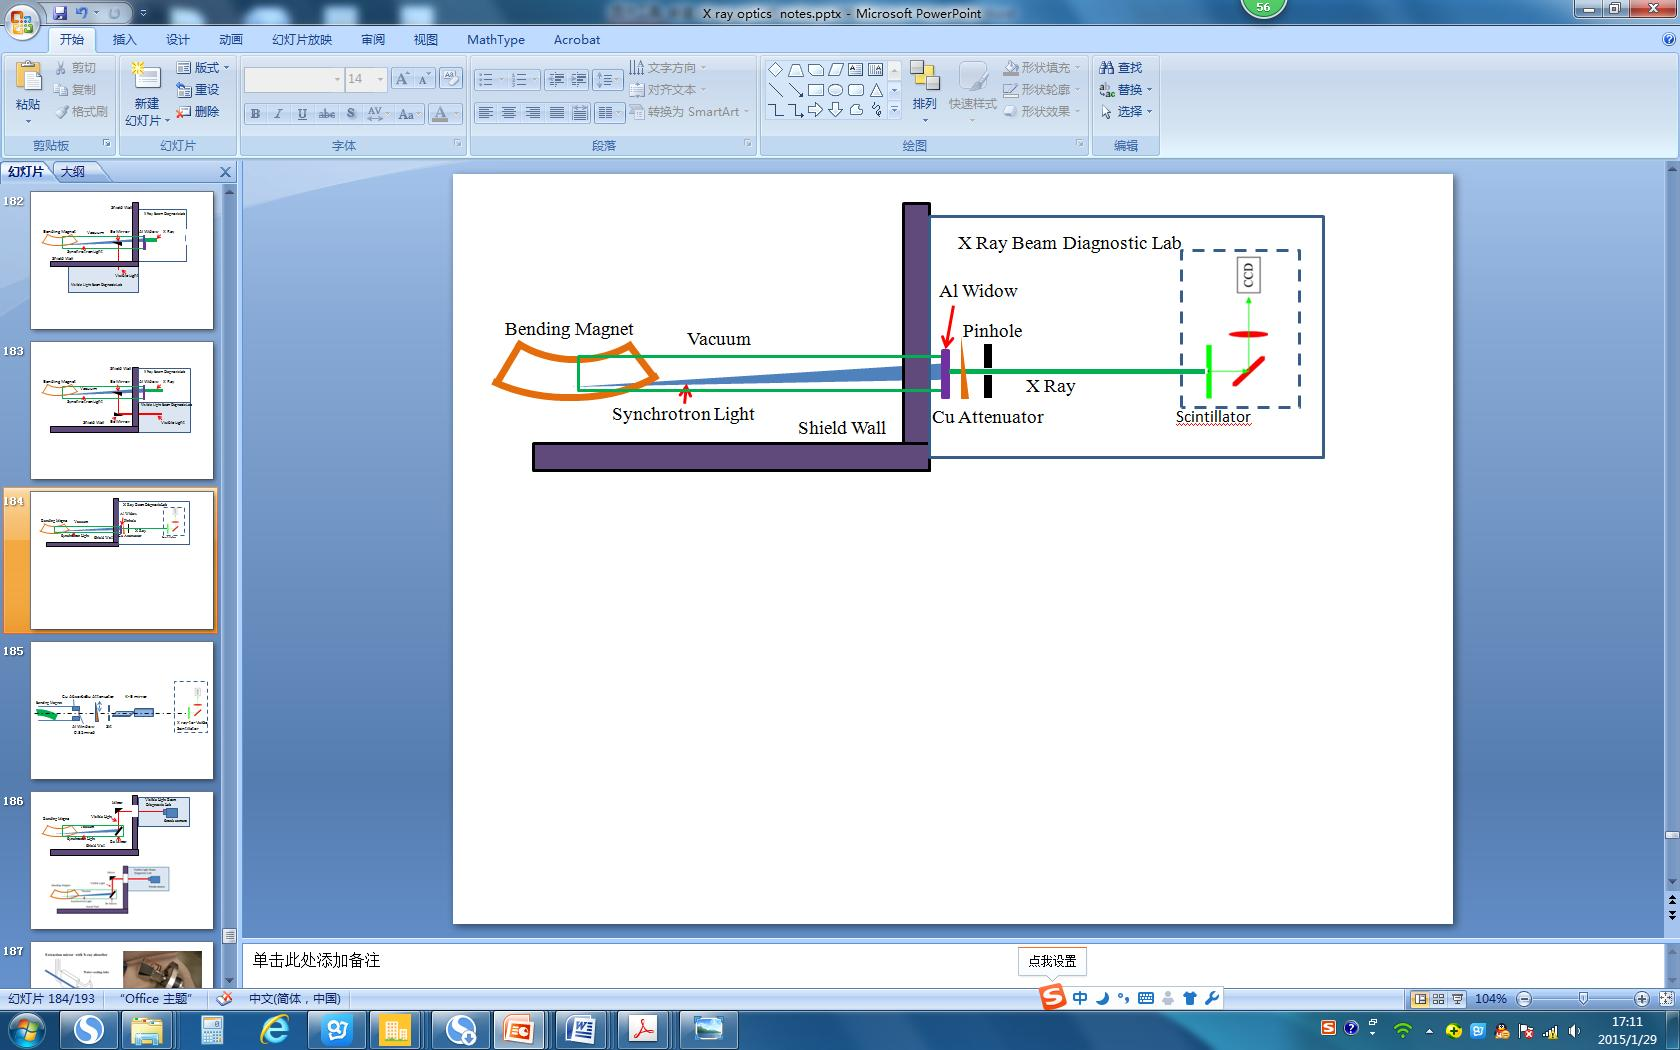 X ray optics notes.pptx - Microsoft PowerPoint
56
开始 插入 设计 动画 幻灯片放映 审阅 视图 MathType Acrobat
粘贴 剪切 复制 格式刷
剪贴板
新建
幻灯片
版式
重设
删除
幻灯片
14
字体
文字方向
对齐文本
转换为 SmartArt
段落
排列 快速样式
形状填充
形状轮廓
形状效果
绘图
查找
替换
选择
编辑
幻灯片 大纲
182
183
184
185
186
187
X Ray Beam Diagnostic Lab
CCD
Al Widow
Bending Magnet
Vacuum
Pinhole
X Ray
Synchrotron Light
Cu Attenuator
Scintillator
Shield Wall
单击此处添加备注
点我设置
幻灯片 184/193 "Office 主题" 中文(简体，中国)
中
104%
17:11
2015/1/29